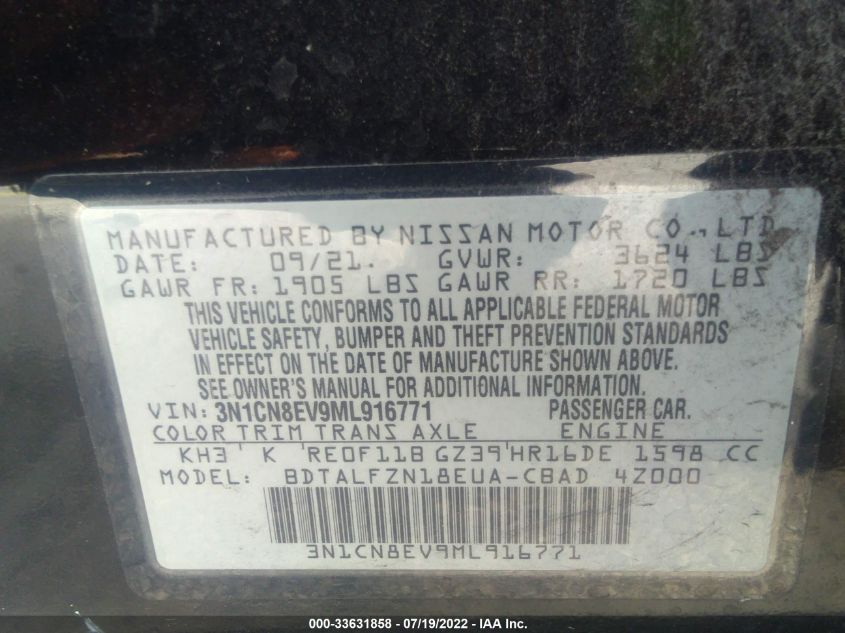 MANUFACTURED BY NISSAN MOTOR CO., LTD
DATE: 09/21. GVWR: 3624 LBS
GAWR FR: 1905 LBS GAWR RR: 1720 LBS
THIS VEHICLE CONFORMS TO ALL APPLICABLE FEDERAL MOTOR
VEHICLE SAFETY, BUMPER AND THEFT PREVENTION STANDARDS
IN EFFECT ON THE DATE OF MANUFACTURE SHOWN ABOVE.
SEE OWNER'S MANUAL FOR ADDITIONAL INFORMATION.
VIN: 3N1CN8EV9ML916771 PASSENGER CAR.
COLOR TRIM TRANS AXLE ENGINE
KH3 K RE0F11B GZ39 HR16DE 1598 CC
MODEL: BDTALFZN18EUA-CBAD 4Z000
3N1CN8EV9ML916771
000-33631858 - 07/19/2022 - IAA Inc.